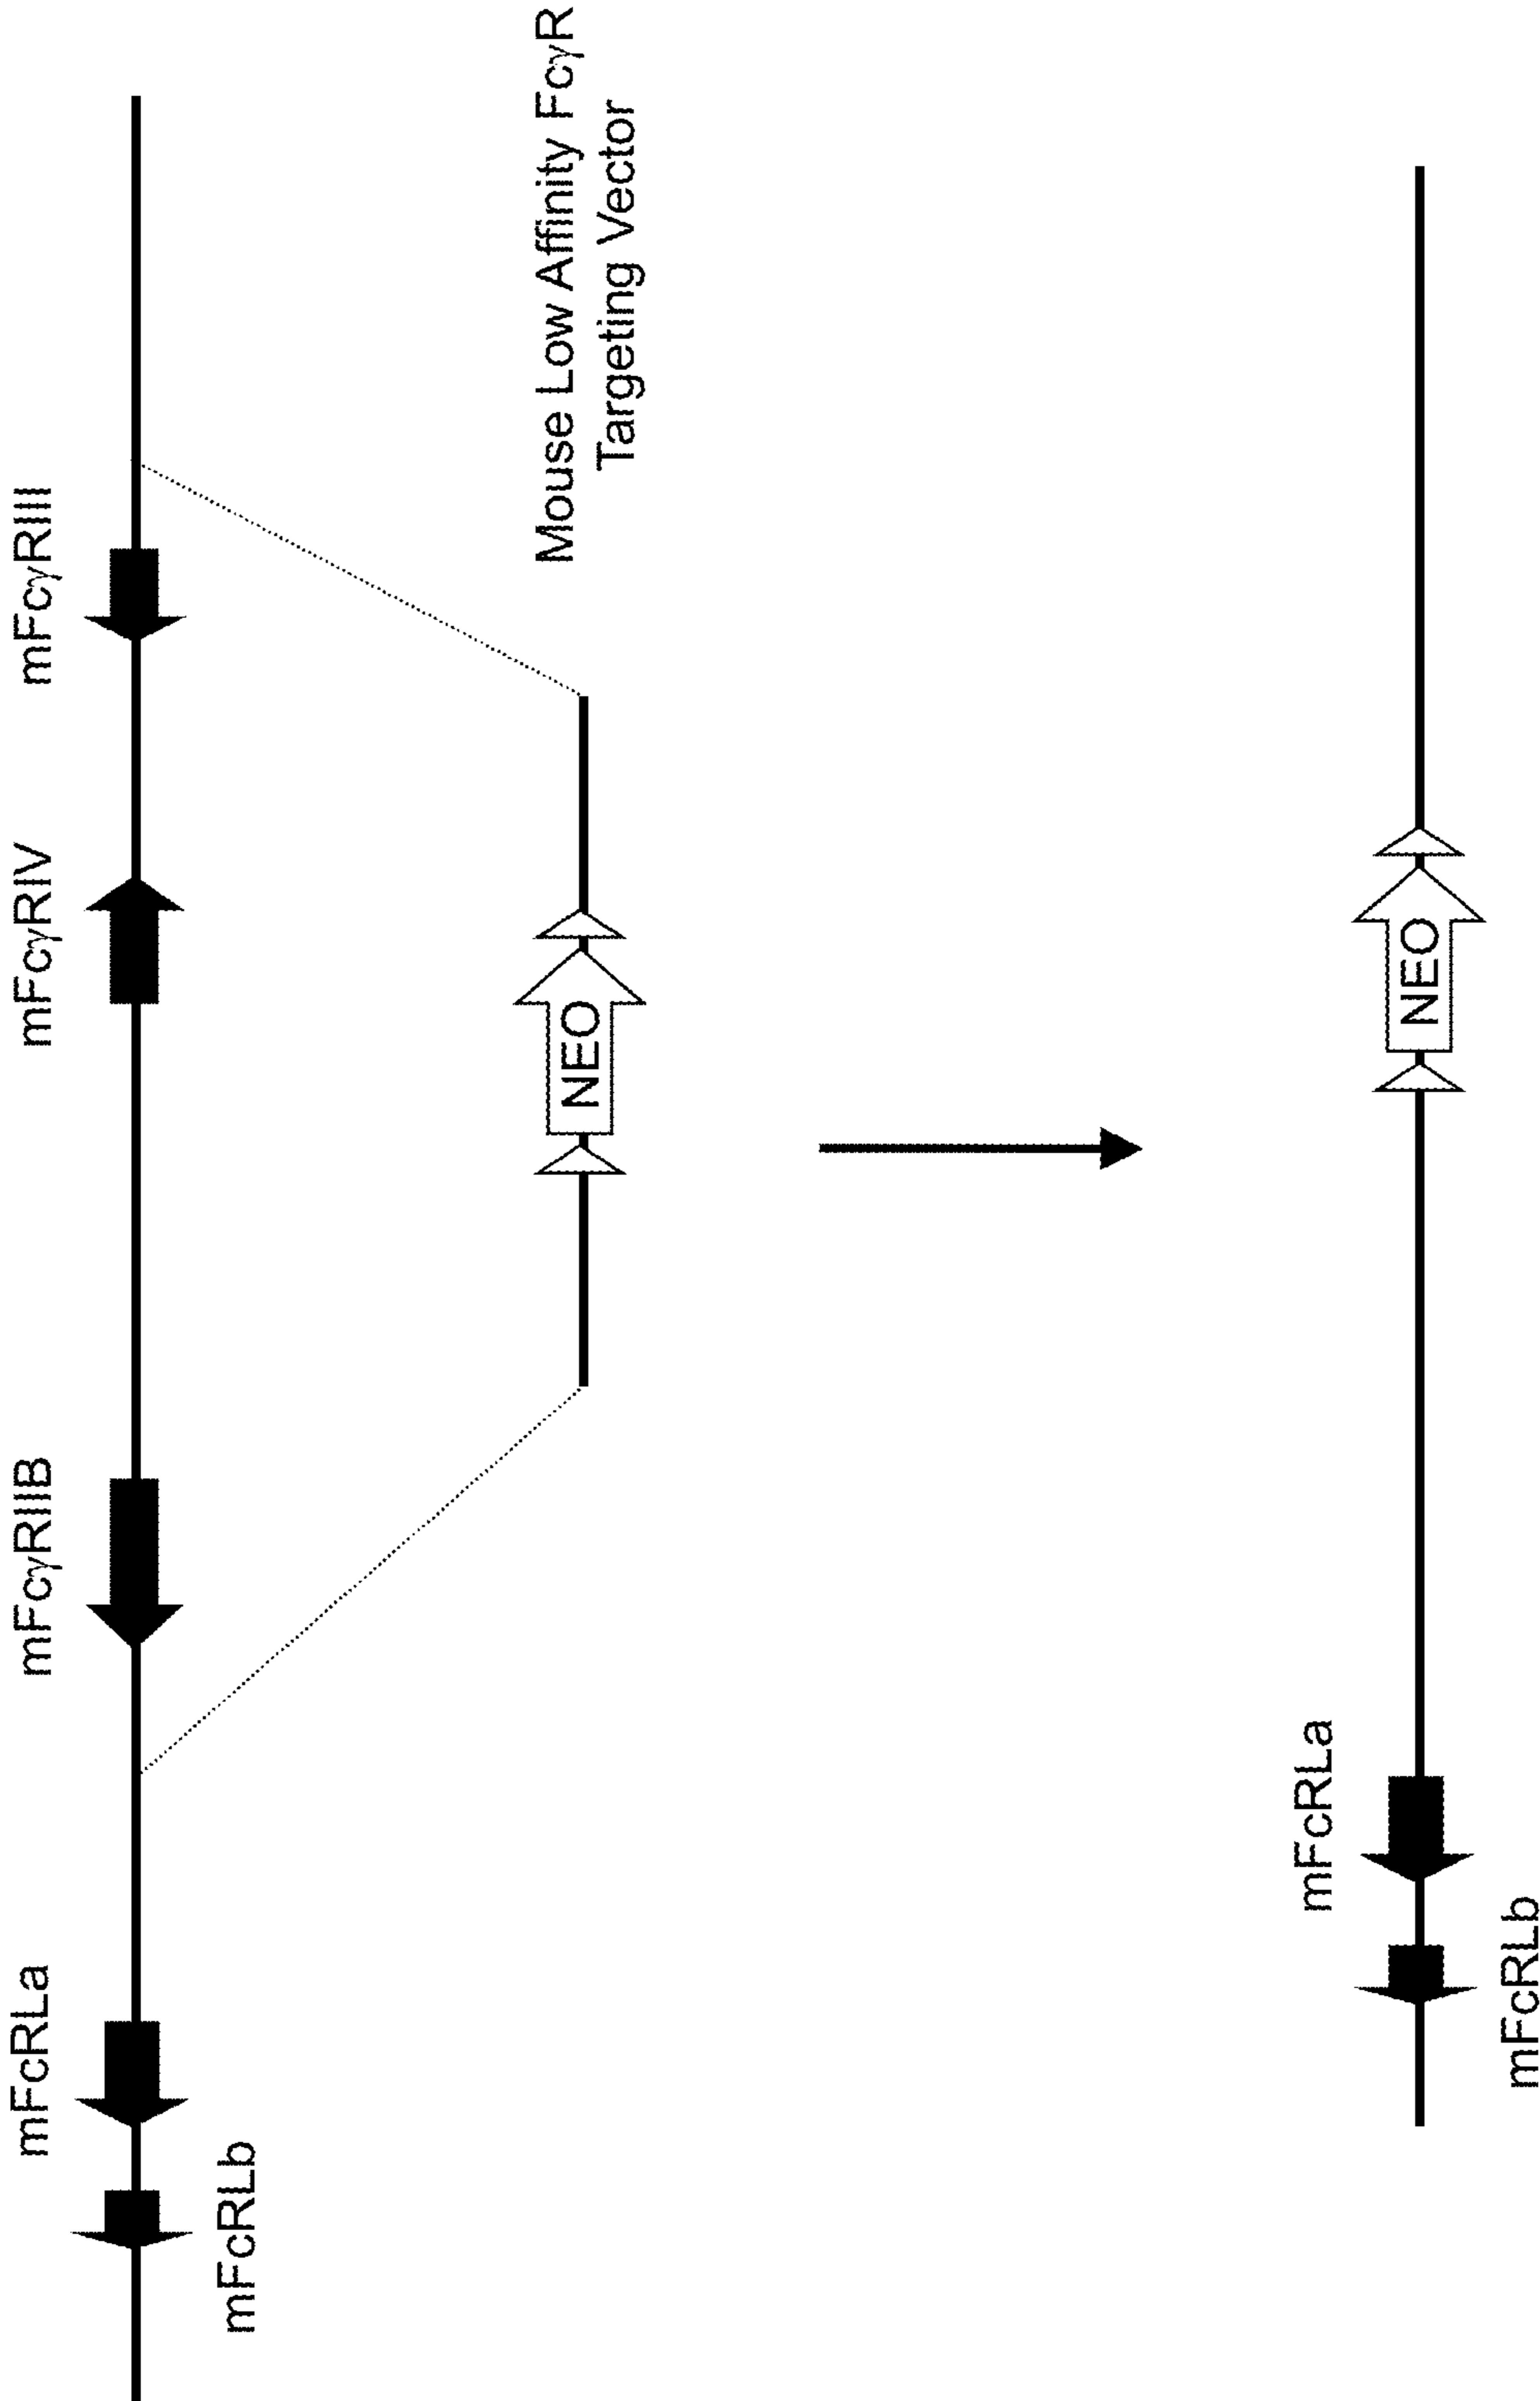 mFcRLa
mFcγRIIB
mFcγRIV
mFcγRIII
mFcRLb
NEO
Mouse Low Affinity FcγR
Targeting Vector
mFcRLa
NEO
mFcRLb